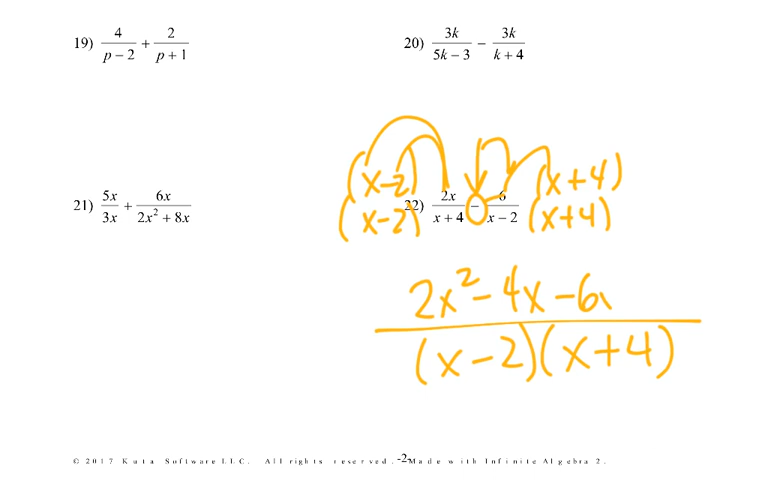 19) 4/(p − 2) + 2/(p + 1)
20) 3k/(5k − 3) − 3k/(k + 4)
(x-2) (x+4)
21) 5x/3x + 6x/(2x² + 8x)
22) 2x/(x + 4) − 6/(x − 2)
(x-2) (x+4)
2x²-4x-6x
(x-2)(x+4)
© 2017 Kuta Software LLC. All rights reserved. -2- Made with Infinite Algebra 2.